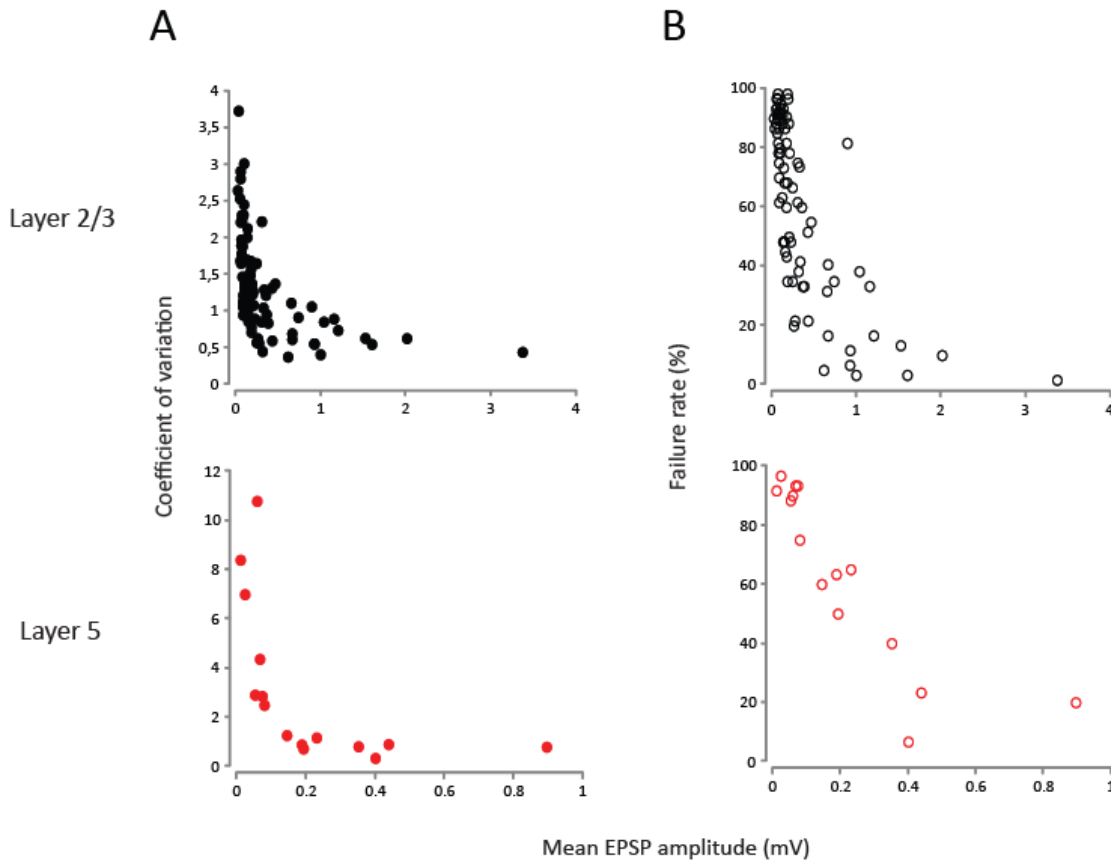 A
B
Layer 2/3
Coefficient of variation
4
3,5
3
2,5
2
1,5
1
0,5
0
0 1 2 3 4
Failure rate (%)
100
80
60
40
20
0
0 1 2 3 4
Layer 5
12
10
8
6
4
2
0
0 0.2 0.4 0.6 0.8 1
100
80
60
40
20
0
0 0.2 0.4 0.6 0.8 1
Mean EPSP amplitude (mV)